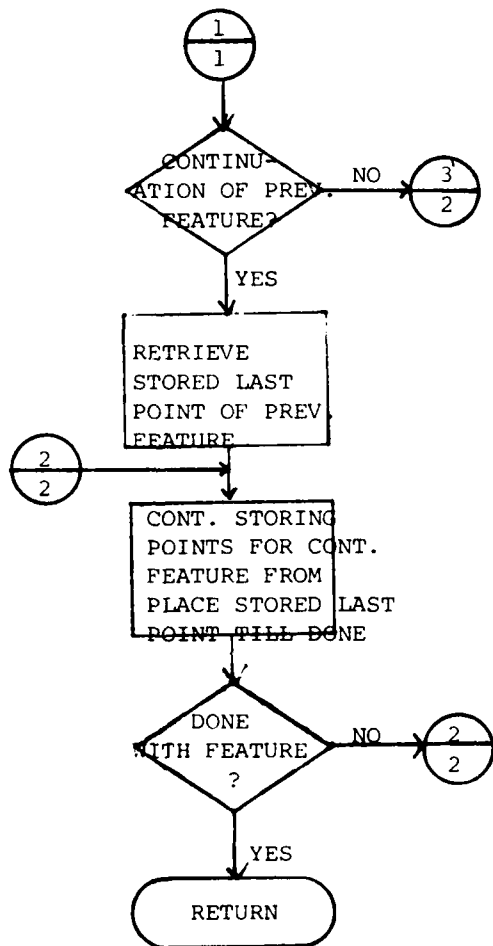 1
1
CONTINU-
ATION OF PREV.
FEATURE?
NO
3
2
YES
RETRIEVE
STORED LAST
POINT OF PREV.
FEATURE
2
2
CONT. STORING
POINTS FOR CONT.
FEATURE FROM
PLACE STORED LAST
POINT TILL DONE
DONE
WITH FEATURE
?
NO
2
2
YES
RETURN